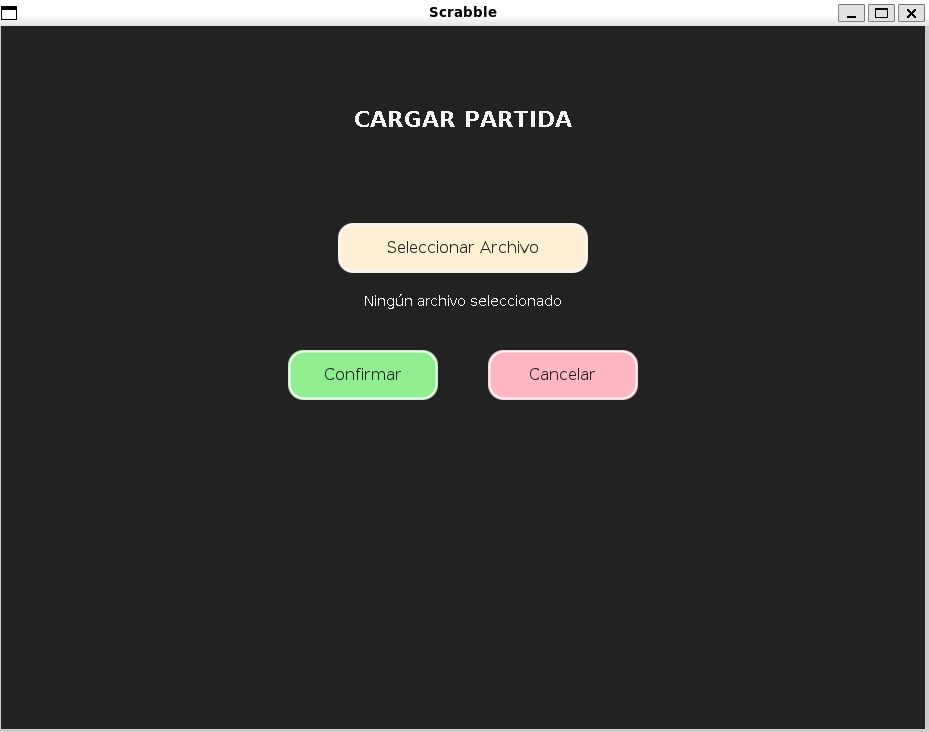 Scrabble
CARGAR PARTIDA
Seleccionar Archivo
Ningún archivo seleccionado
Confirmar
Cancelar